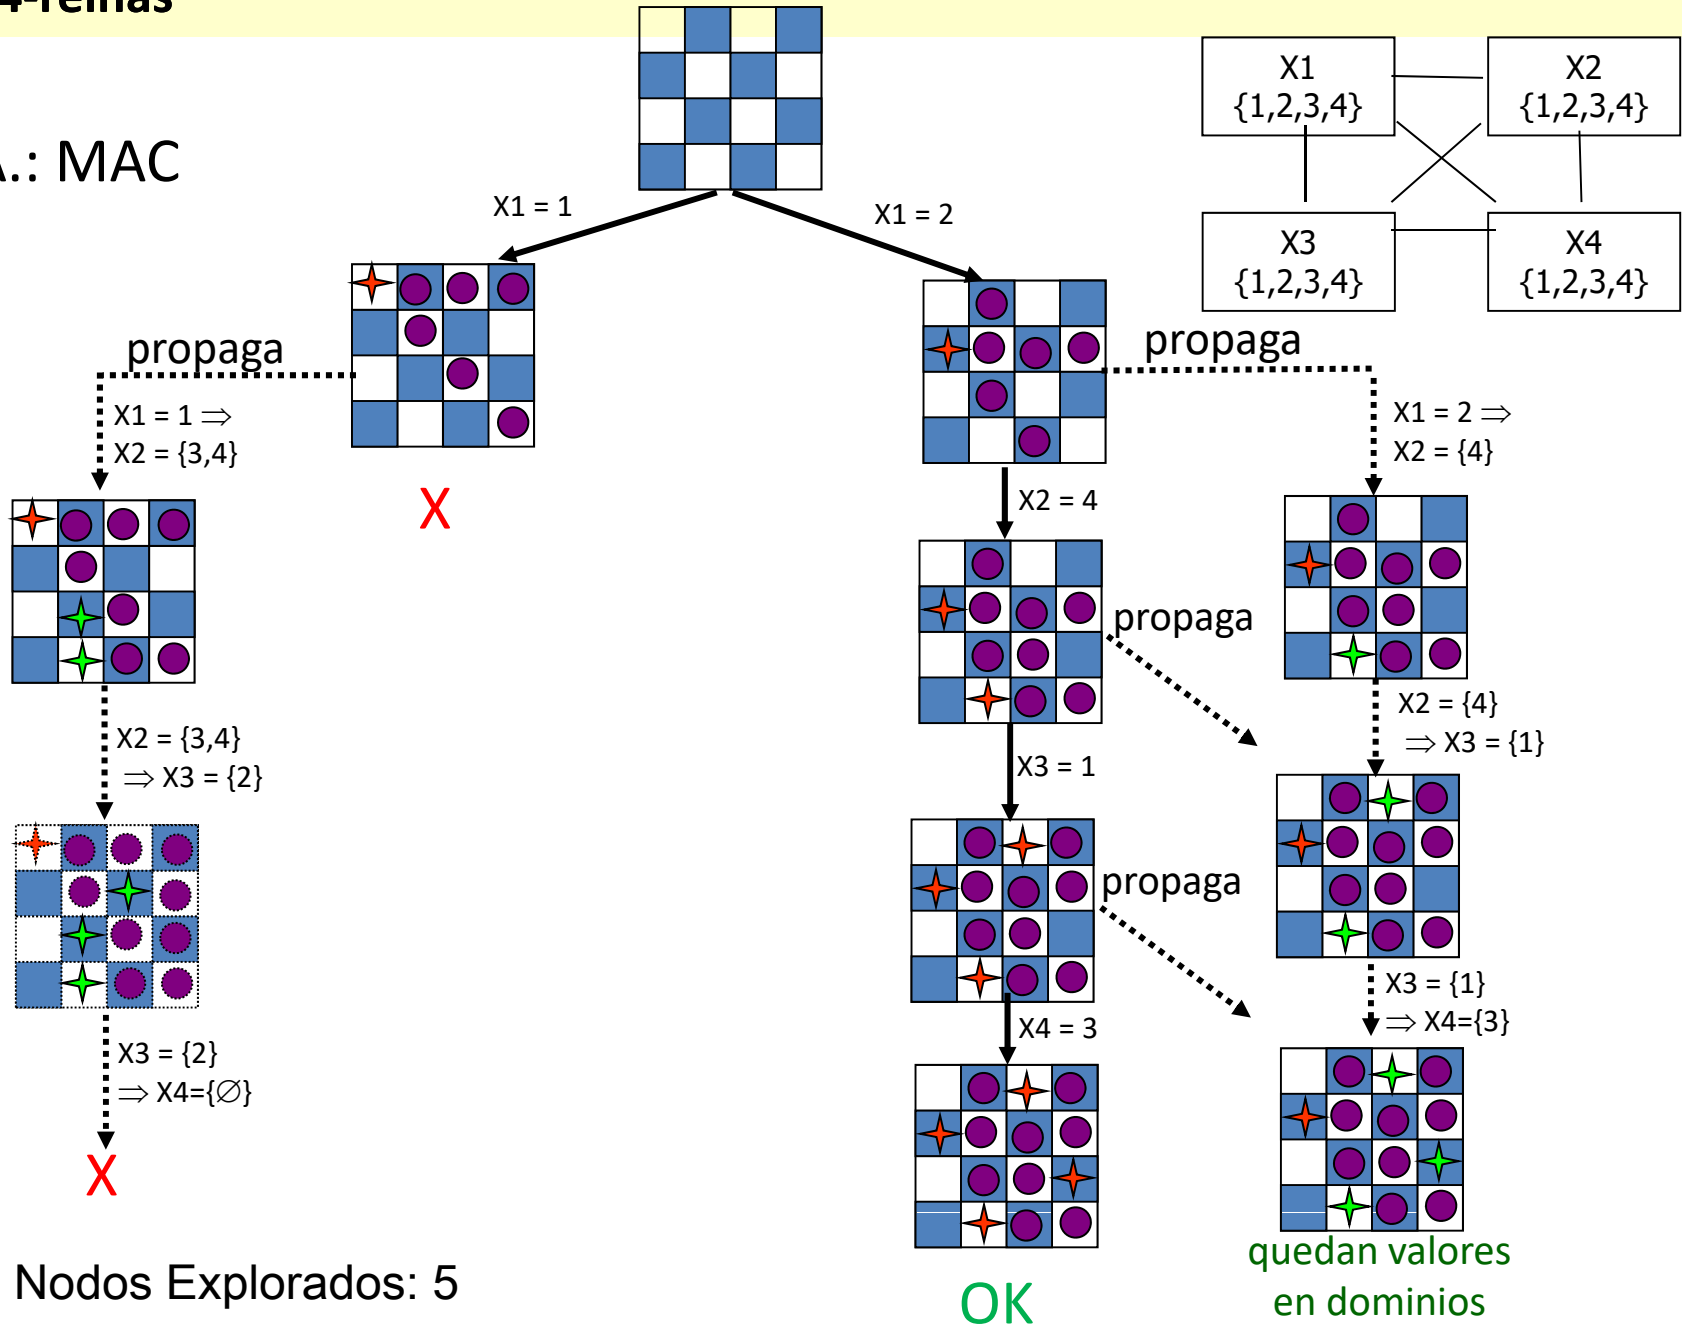 4-reinas
A.: MAC
X1
{1,2,3,4}
X2
{1,2,3,4}
X3
{1,2,3,4}
X4
{1,2,3,4}
X1 = 1
X1 = 2
propaga
X1 = 1 ⇒
X2 = {3,4}
X
X2 = {3,4}
⇒ X3 = {2}
X3 = {2}
⇒ X4={∅}
X
Nodos Explorados: 5
propaga
X1 = 2 ⇒
X2 = {4}
X2 = 4
propaga
X2 = {4}
⇒ X3 = {1}
X3 = 1
propaga
X3 = {1}
⇒ X4={3}
X4 = 3
OK
quedan valores
en dominios